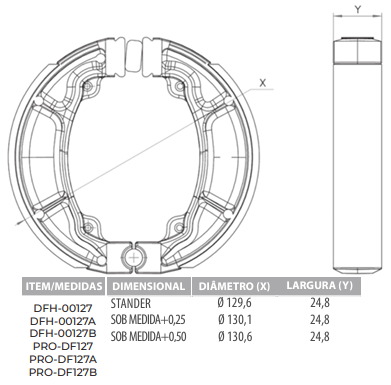 Y
X
ITEM/MEDIDAS DIMENSIONAL DIÂMETRO (X) LARGURA (Y)
DFH-00127 STANDER Ø 129,6 24,8
DFH-00127A SOB MEDIDA+0,25 Ø 130,1 24,8
DFH-00127B SOB MEDIDA+0,50 Ø 130,6 24,8
PRO-DF127
PRO-DF127A
PRO-DF127B